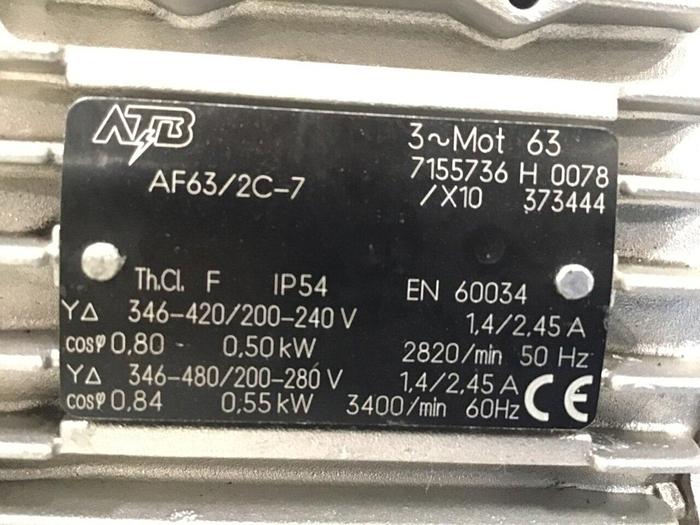 ATB
3~Mot 63
7155736 H 0078
AF63/2C-7
/X10 373444
Th.Cl. F IP54 EN 60034
Y∆ 346-420/200-240 V 1,4/2,45 A
cosφ 0,80 - 0,50 kW 2820/min 50 Hz
Y∆ 346-480/200-280 V 1,4/2,45 A
cosφ 0,84 0,55 kW 3400/min 60Hz CE